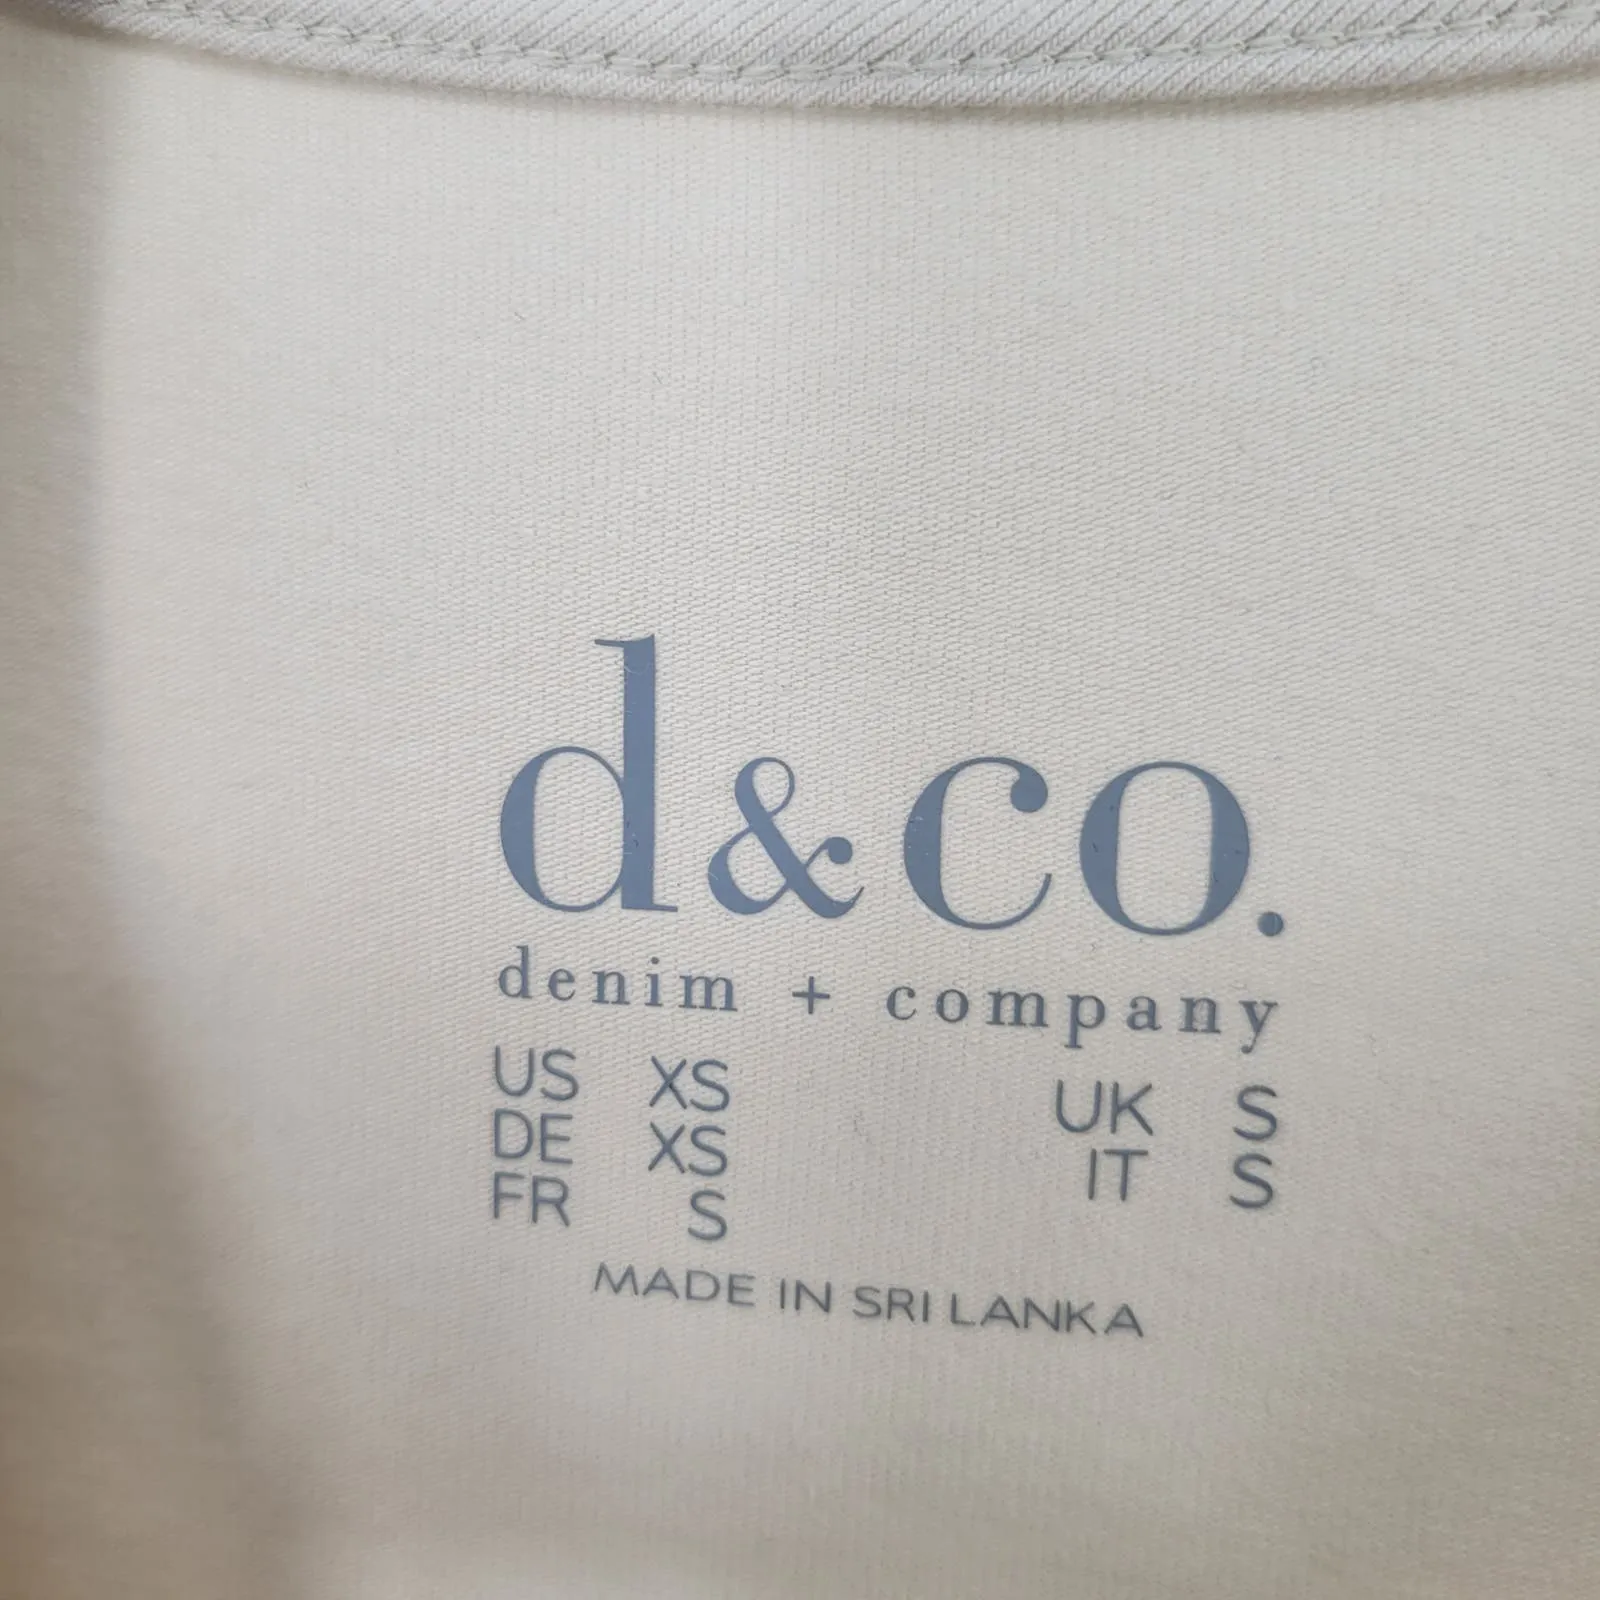 d&co.
denim + company
US XS UK S
DE XS IT S
FR S
MADE IN SRI LANKA